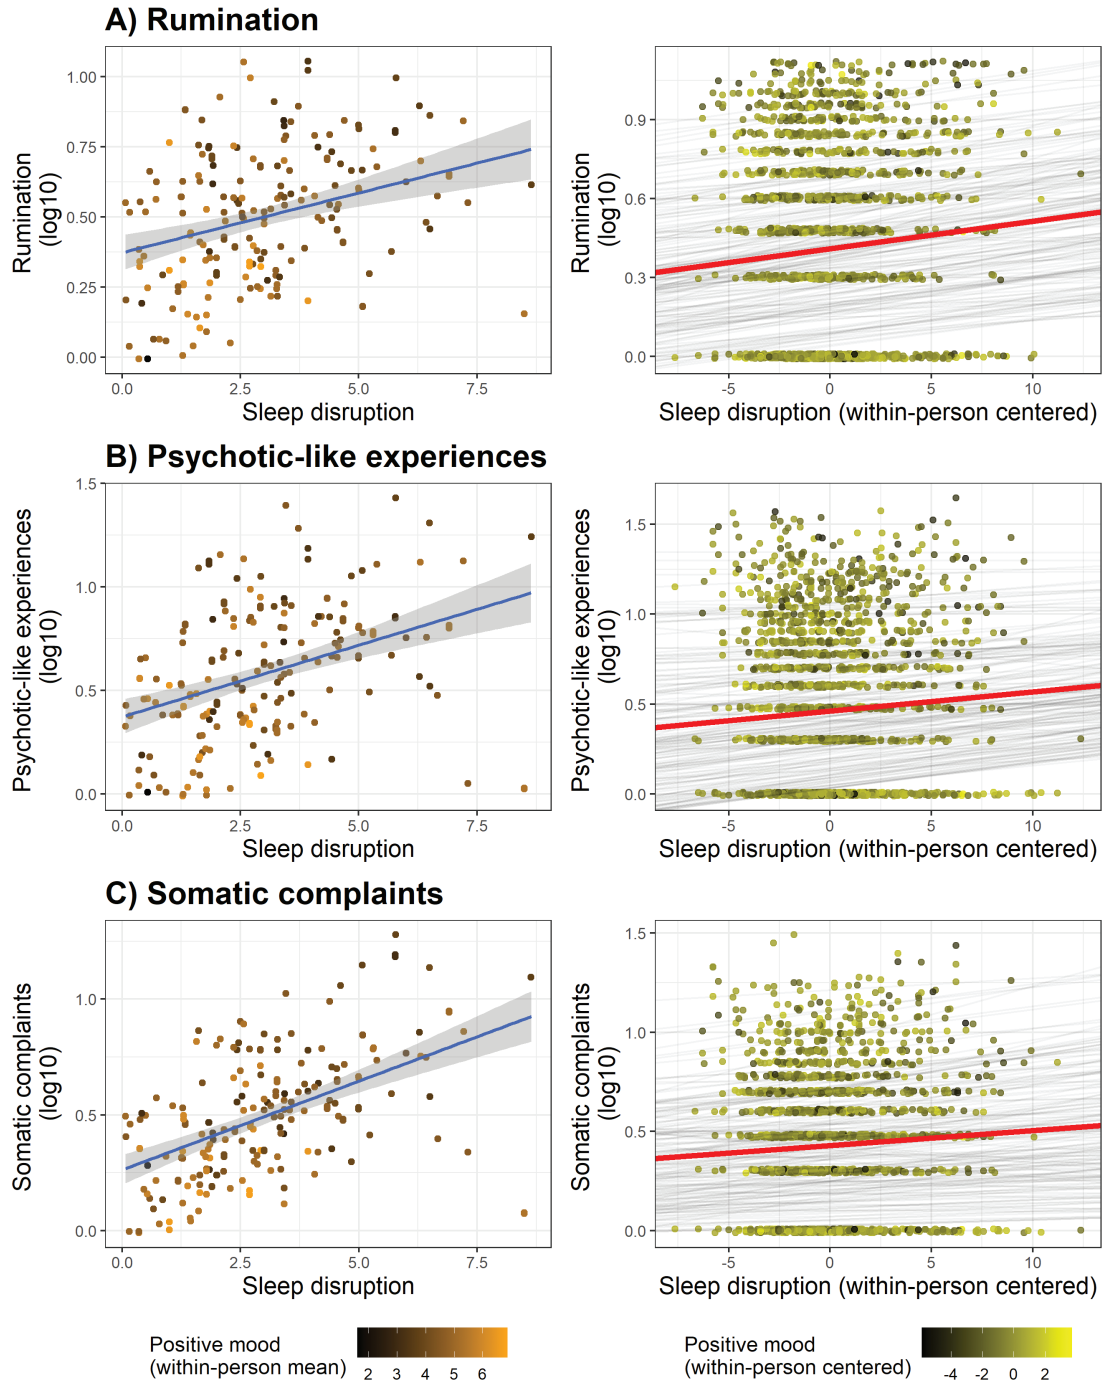 A) Rumination
Rumination
(log10)
1.00
0.75
0.50
0.25
0.00
0.0 2.5 5.0 7.5
Sleep disruption
Rumination
(log10)
0.9
0.6
0.3
0.0
-5 0 5 10
Sleep disruption (within-person centered)
B) Psychotic-like experiences
Psychotic-like experiences
(log10)
1.5
1.0
0.5
0.0
0.0 2.5 5.0 7.5
Sleep disruption
Psychotic-like experiences
(log10)
1.5
1.0
0.5
0.0
-5 0 5 10
Sleep disruption (within-person centered)
C) Somatic complaints
Somatic complaints
(log10)
1.0
0.5
0.0
0.0 2.5 5.0 7.5
Sleep disruption
Somatic complaints
(log10)
1.5
1.0
0.5
0.0
-5 0 5 10
Sleep disruption (within-person centered)
Positive mood
(within-person mean)
2 3 4 5 6
Positive mood
(within-person centered)
-4 -2 0 2